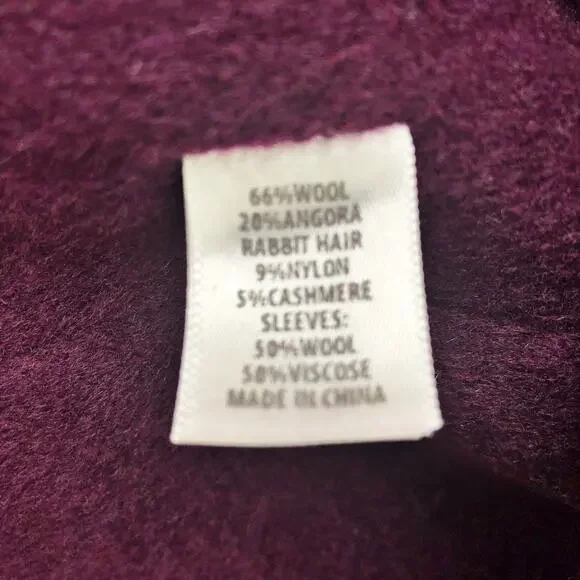 66%WOOL
20%ANGORA
RABBIT HAIR
9%NYLON
5%CASHMERE
SLEEVES:
50%WOOL
50%VISCOSE
MADE IN CHINA